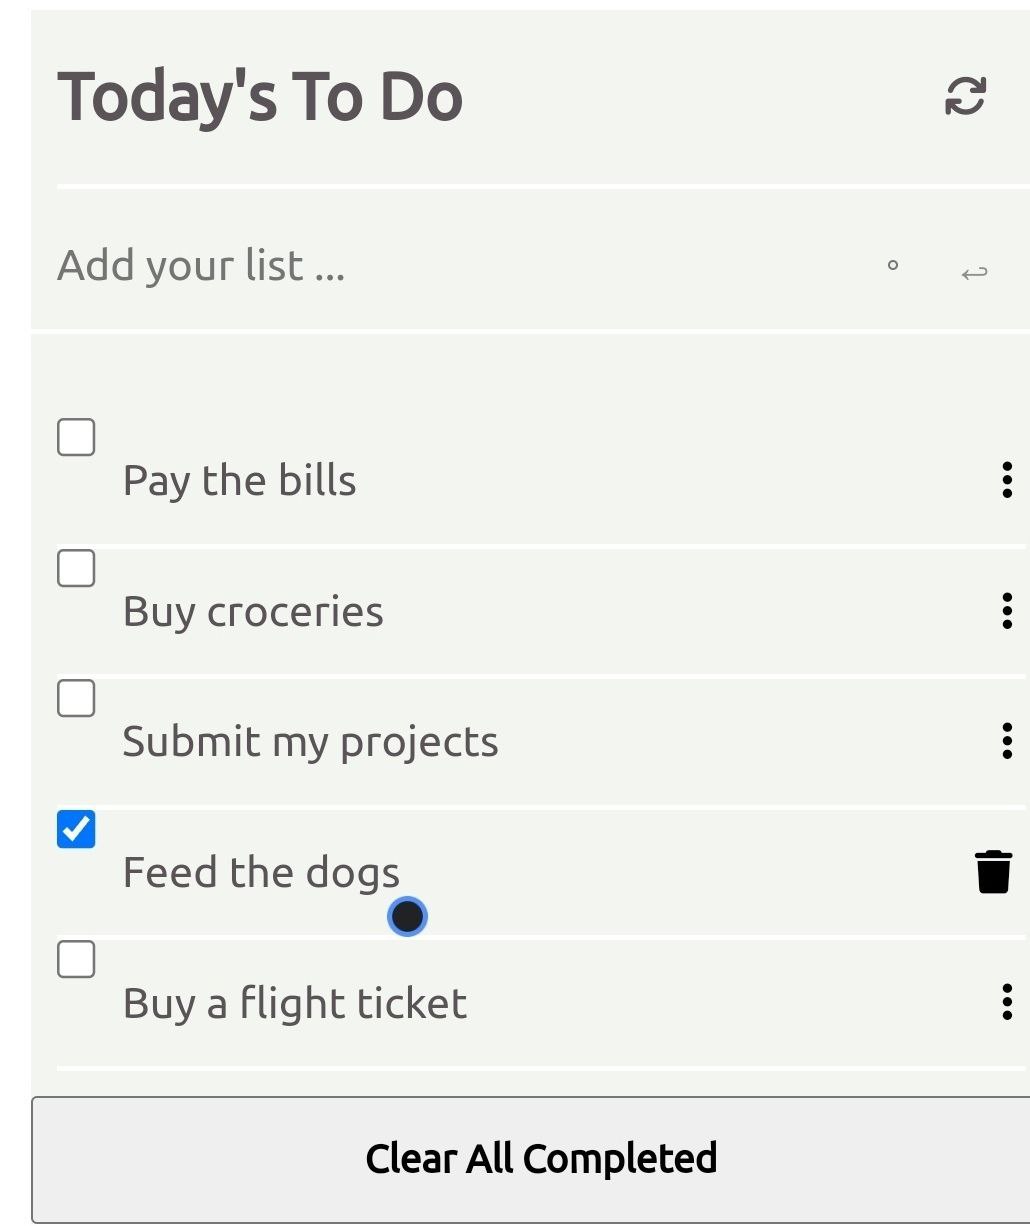 Today's To Do
Add your list ...
Pay the bills
Buy croceries
Submit my projects
Feed the dogs
Buy a flight ticket
Clear All Completed